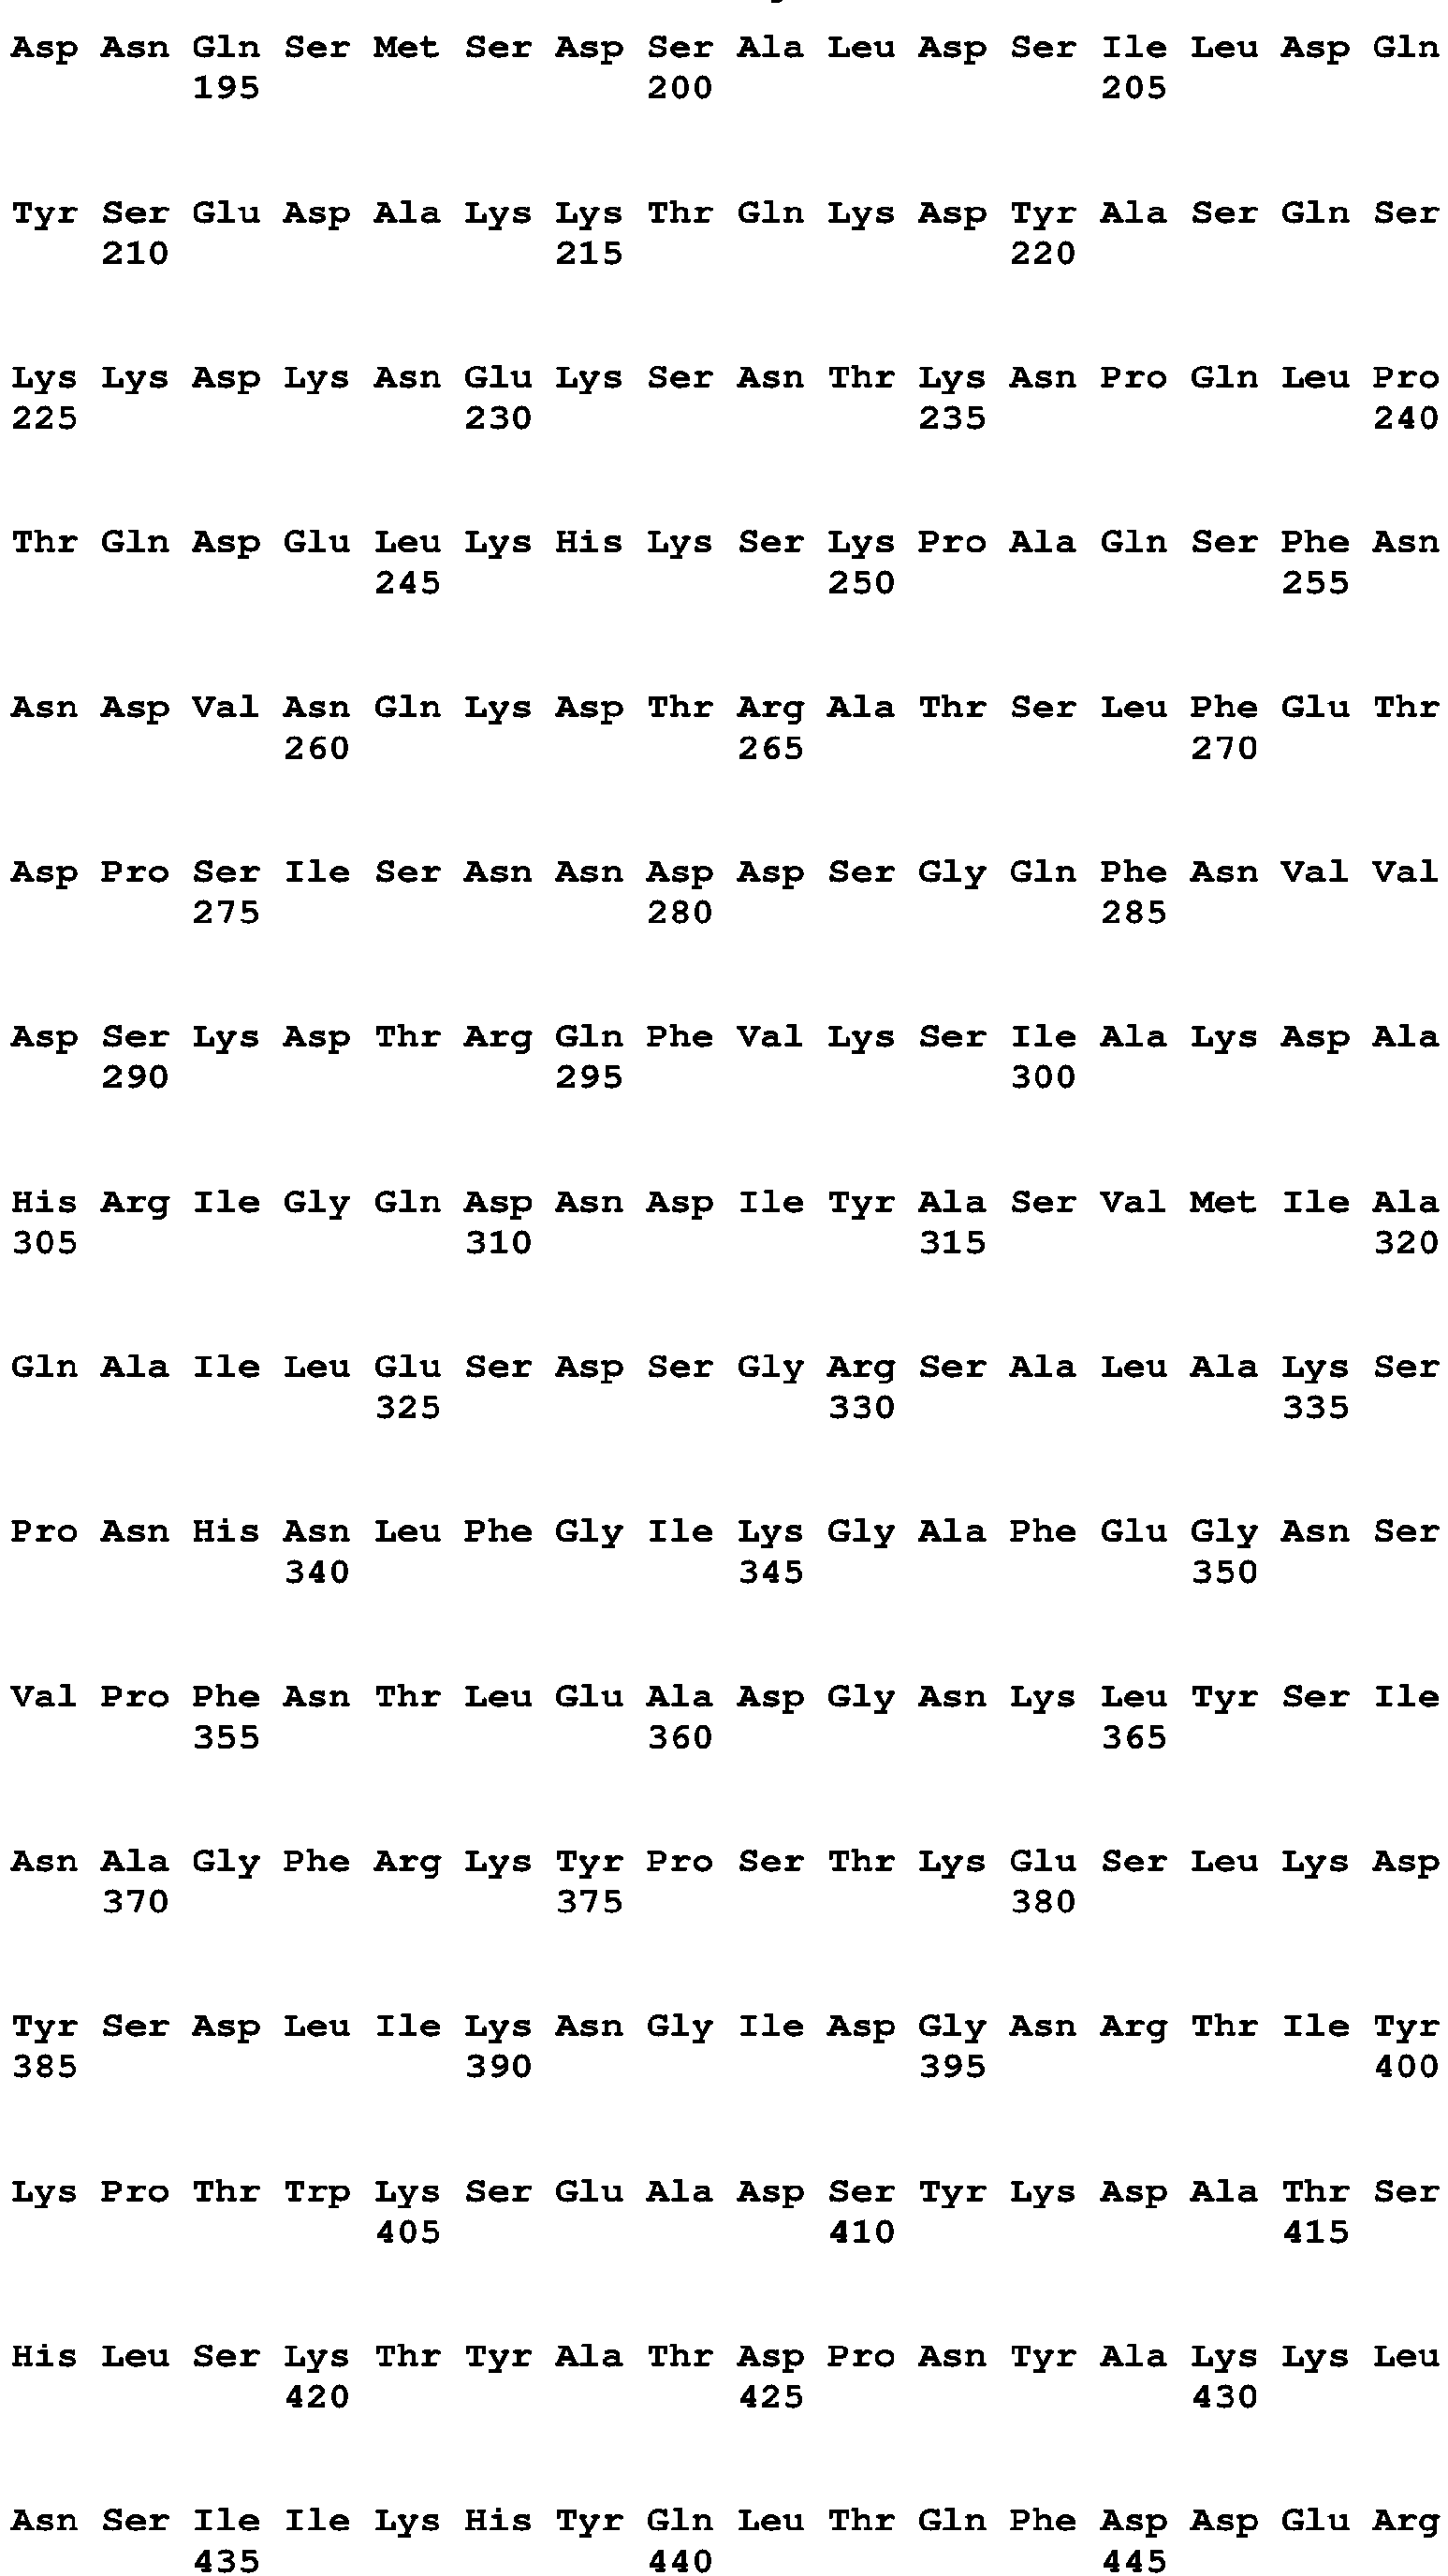 Asp Asn Gln Ser Met Ser Asp Ser Ala Leu Asp Ser Ile Leu Asp Gln
195 200 205
Tyr Ser Glu Asp Ala Lys Lys Thr Gln Lys Asp Tyr Ala Ser Gln Ser
210 215 220
Lys Lys Asp Lys Asn Glu Lys Ser Asn Thr Lys Asn Pro Gln Leu Pro
225 230 235 240
Thr Gln Asp Glu Leu Lys His Lys Ser Lys Pro Ala Gln Ser Phe Asn
245 250 255
Asn Asp Val Asn Gln Lys Asp Thr Arg Ala Thr Ser Leu Phe Glu Thr
260 265 270
Asp Pro Ser Ile Ser Asn Asn Asp Asp Ser Gly Gln Phe Asn Val Val
275 280 285
Asp Ser Lys Asp Thr Arg Gln Phe Val Lys Ser Ile Ala Lys Asp Ala
290 295 300
His Arg Ile Gly Gln Asp Asn Asp Ile Tyr Ala Ser Val Met Ile Ala
305 310 315 320
Gln Ala Ile Leu Glu Ser Asp Ser Gly Arg Ser Ala Leu Ala Lys Ser
325 330 335
Pro Asn His Asn Leu Phe Gly Ile Lys Gly Ala Phe Glu Gly Asn Ser
340 345 350
Val Pro Phe Asn Thr Leu Glu Ala Asp Gly Asn Lys Leu Tyr Ser Ile
355 360 365
Asn Ala Gly Phe Arg Lys Tyr Pro Ser Thr Lys Glu Ser Leu Lys Asp
370 375 380
Tyr Ser Asp Leu Ile Lys Asn Gly Ile Asp Gly Asn Arg Thr Ile Tyr
385 390 395 400
Lys Pro Thr Trp Lys Ser Glu Ala Asp Ser Tyr Lys Asp Ala Thr Ser
405 410 415
His Leu Ser Lys Thr Tyr Ala Thr Asp Pro Asn Tyr Ala Lys Lys Leu
420 425 430
Asn Ser Ile Ile Lys His Tyr Gln Leu Thr Gln Phe Asp Asp Glu Arg
435 440 445